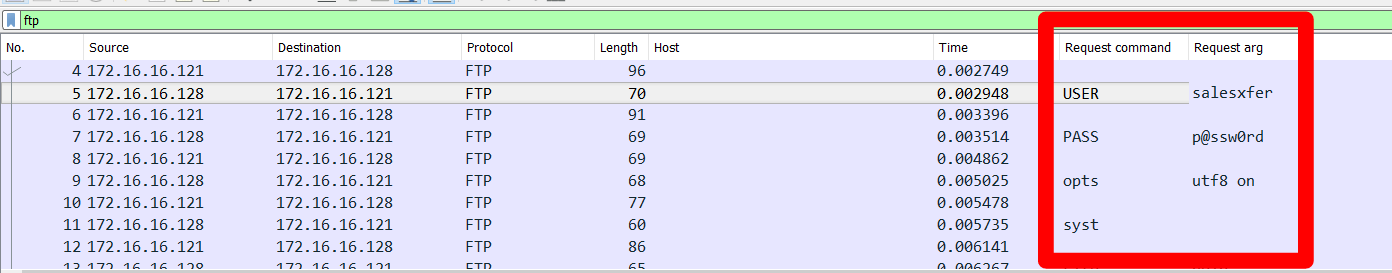 ftp
No. Source Destination Protocol Length Host Time Request command Request arg
4 172.16.16.121 172.16.16.128 FTP 96 0.002749
5 172.16.16.128 172.16.16.121 FTP 70 0.002948 USER salesxfer
6 172.16.16.121 172.16.16.128 FTP 91 0.003396
7 172.16.16.128 172.16.16.121 FTP 69 0.003514 PASS p@ssw0rd
8 172.16.16.121 172.16.16.128 FTP 69 0.004862
9 172.16.16.128 172.16.16.121 FTP 68 0.005025 opts utf8 on
10 172.16.16.121 172.16.16.128 FTP 77 0.005478
11 172.16.16.128 172.16.16.121 FTP 60 0.005735 syst
12 172.16.16.121 172.16.16.128 FTP 86 0.006141
13 172.16.16.128 172.16.16.121 FTP 65 0.006267